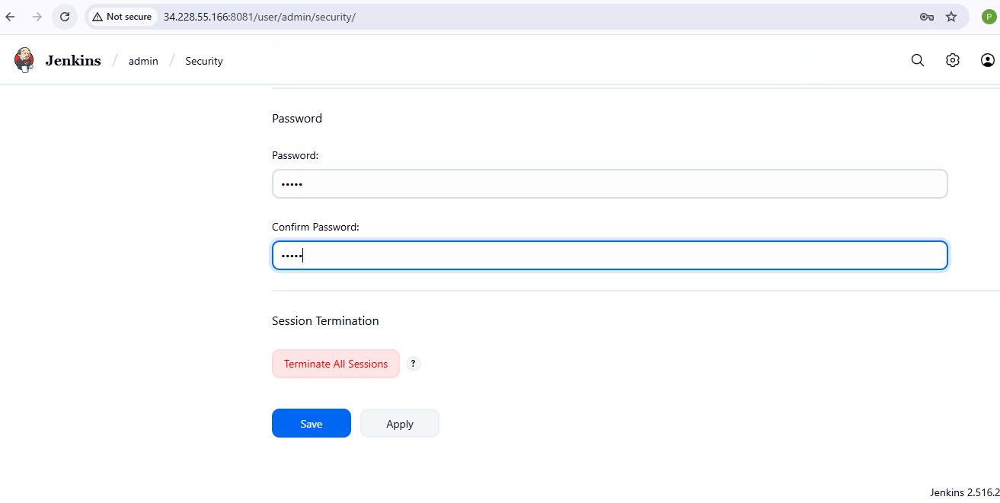 Not secure 34.228.55.166:8081/user/admin/security/ P
Jenkins / admin / Security
Password
Password:
•••••
Confirm Password:
•••••
Session Termination
Terminate All Sessions ?
Save Apply
Jenkins 2.516.2